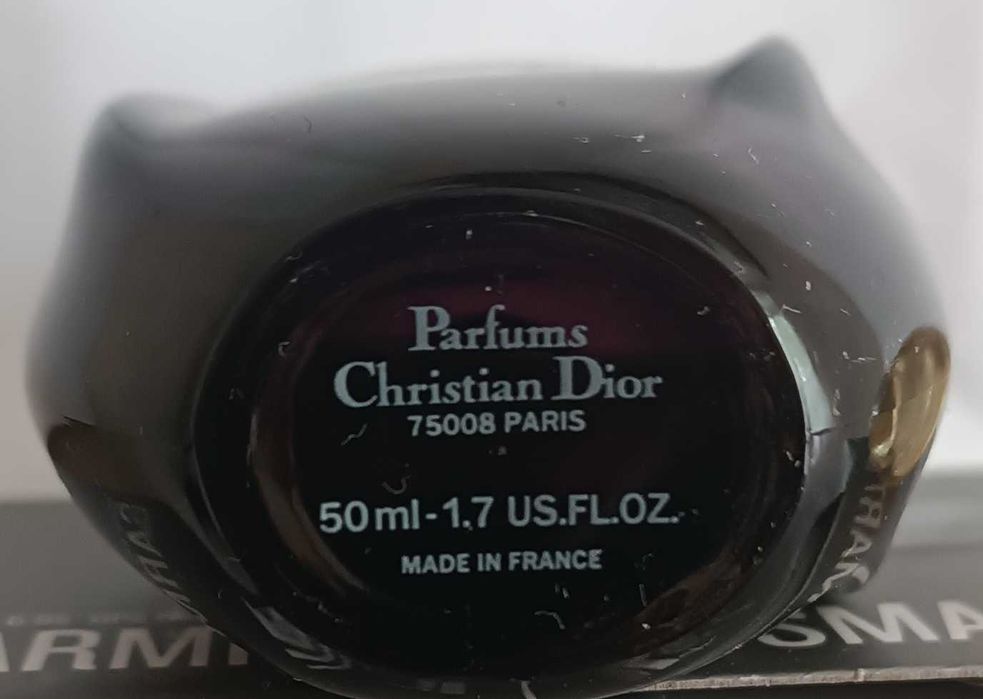 Parfums
Christian Dior
75008 PARIS
50ml-1.7 US.FL.OZ.
MADE IN FRANCE